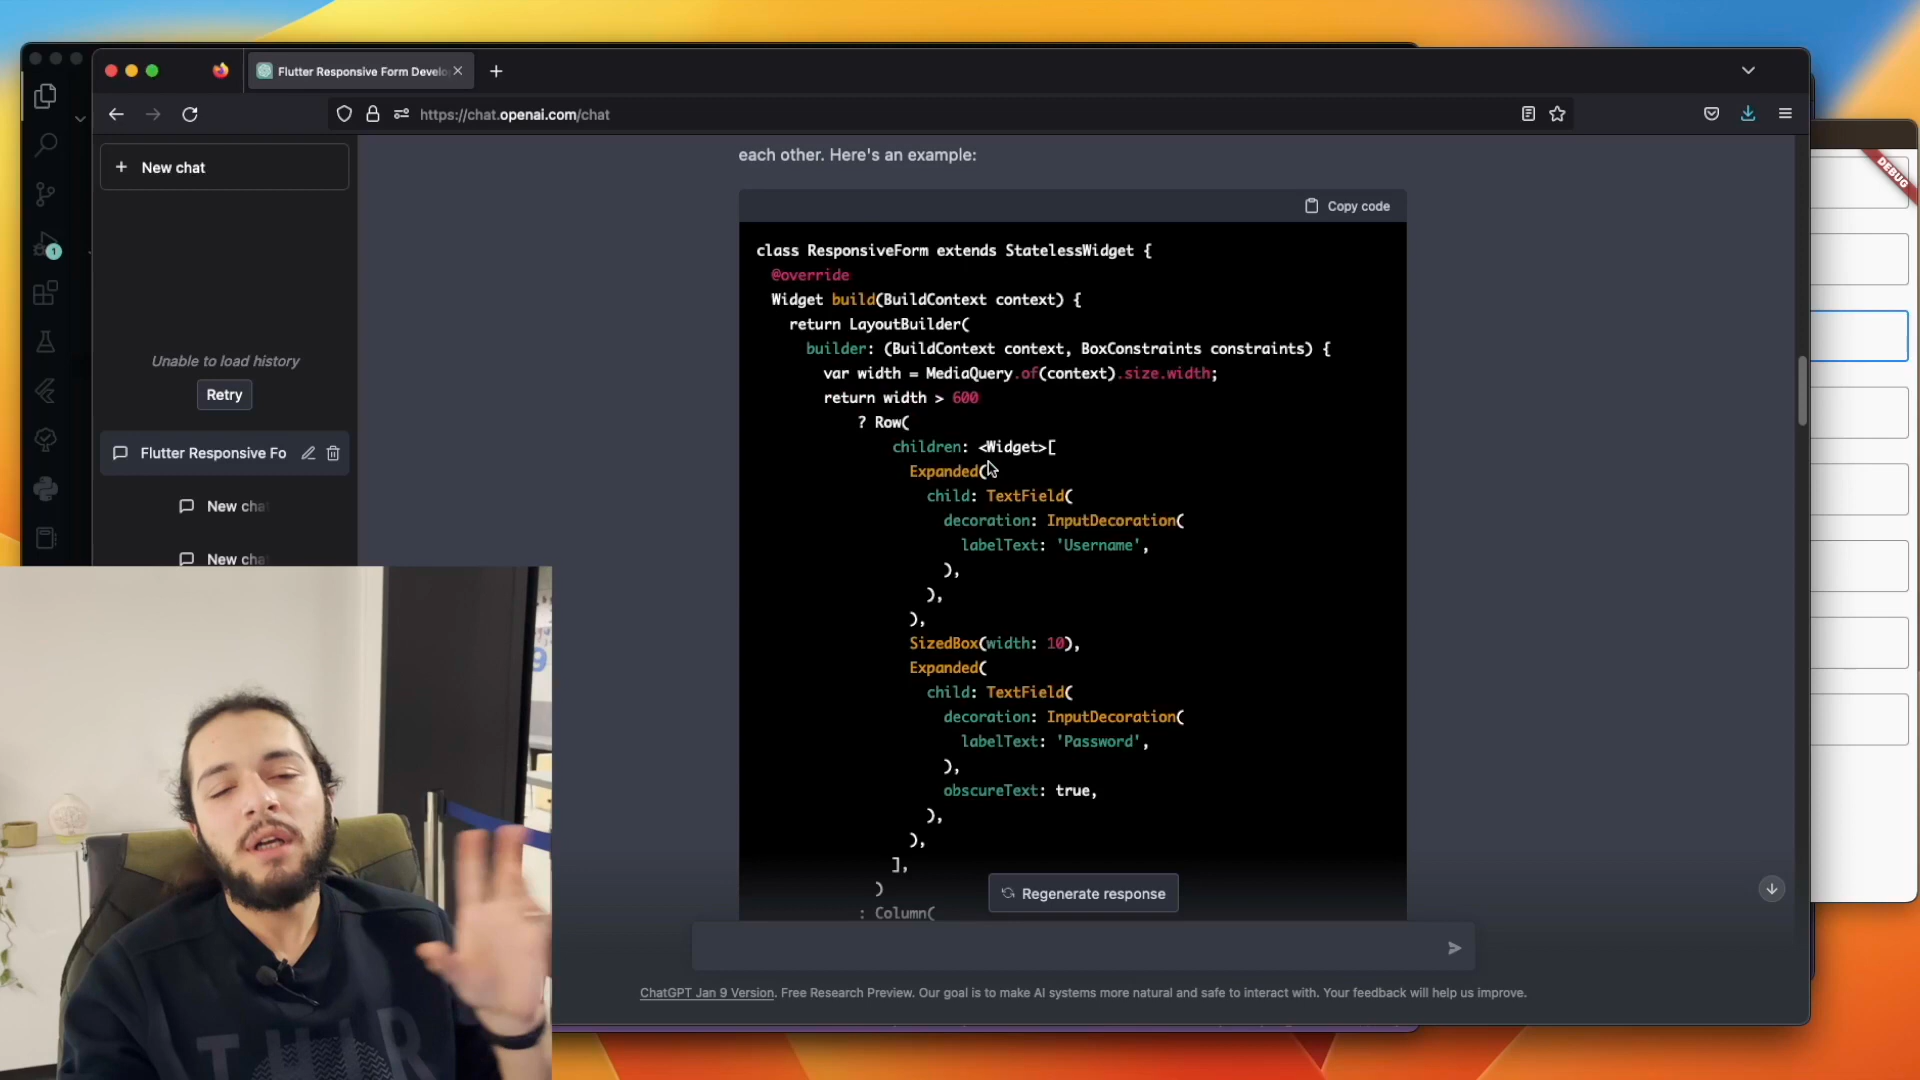 Flutter Responsive Form Develo
https://chat.openai.com/chat
DEBUG
New chat
1
Unable to load history
Retry
Flutter Responsive Fo
New cha
New cha
each other. Here's an example:
Copy code
class ResponsiveForm extends StatelessWidget {
@override
Widget build(BuildContext context) {
return LayoutBuilder(
builder: (BuildContext context, BoxConstraints constraints) {
var width = MediaQuery.of(context).size.width;
return width > 600
? Row(
children: <Widget>[
Expanded(
child: TextField(
decoration: InputDecoration(
labelText: 'Username',
),
),
),
SizedBox(width: 10),
Expanded(
child: TextField(
decoration: InputDecoration(
labelText: 'Password',
),
obscureText: true,
),
),
],
)
: Column(
Regenerate response
ChatGPT Jan 9 Version. Free Research Preview. Our goal is to make AI systems more natural and safe to interact with. Your feedback will help us improve.